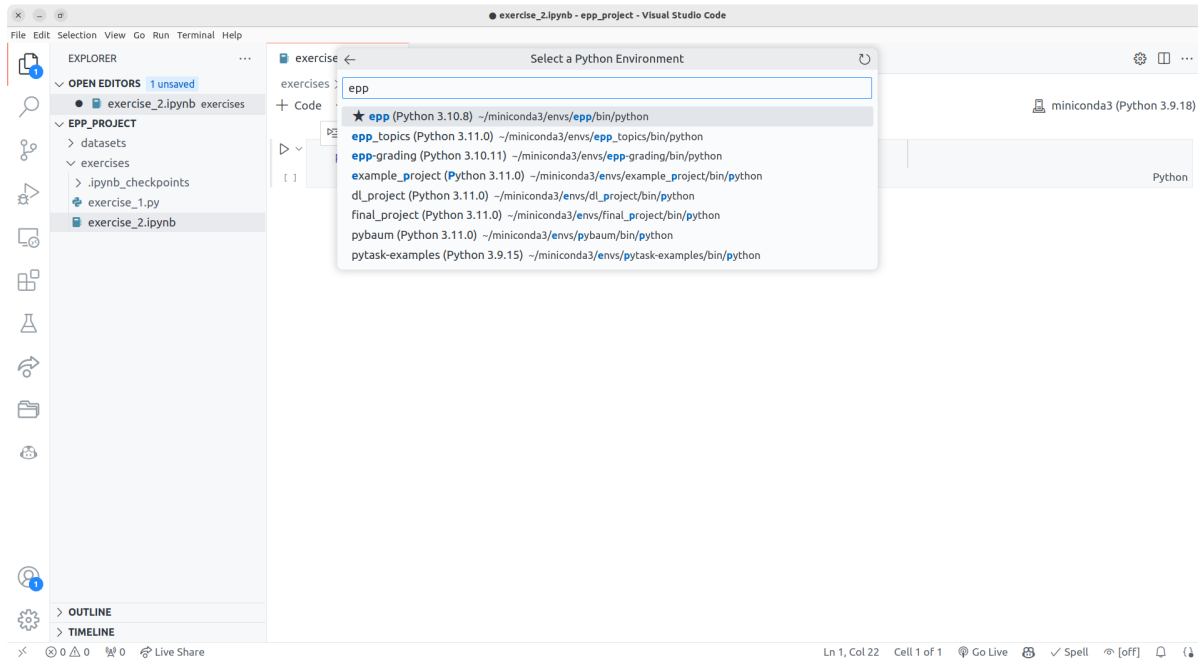 exercise_2.ipynb - epp_project - Visual Studio Code
File Edit Selection View Go Run Terminal Help
EXPLORER
OPEN EDITORS 1 unsaved
exercise_2.ipynb exercises
EPP_PROJECT
datasets
exercises
.ipynb_checkpoints
exercise_1.py
exercise_2.ipynb
OUTLINE
TIMELINE
1
1
exercise
exercises
+ Code
[ ]
Select a Python Environment
epp
★ epp (Python 3.10.8) ~/miniconda3/envs/epp/bin/python
epp_topics (Python 3.11.0) ~/miniconda3/envs/epp_topics/bin/python
epp-grading (Python 3.10.11) ~/miniconda3/envs/epp-grading/bin/python
example_project (Python 3.11.0) ~/miniconda3/envs/example_project/bin/python
dl_project (Python 3.11.0) ~/miniconda3/envs/dl_project/bin/python
final_project (Python 3.11.0) ~/miniconda3/envs/final_project/bin/python
pybaum (Python 3.11.0) ~/miniconda3/envs/pybaum/bin/python
pytask-examples (Python 3.9.15) ~/miniconda3/envs/pytask-examples/bin/python
miniconda3 (Python 3.9.18)
Python
0 0 0 Live Share
Ln 1, Col 22 Cell 1 of 1 Go Live Spell [off]